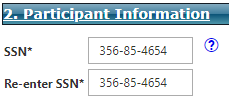 2. Participant Information
SSN* 356-85-4654 ?
Re-enter SSN* 356-85-4654